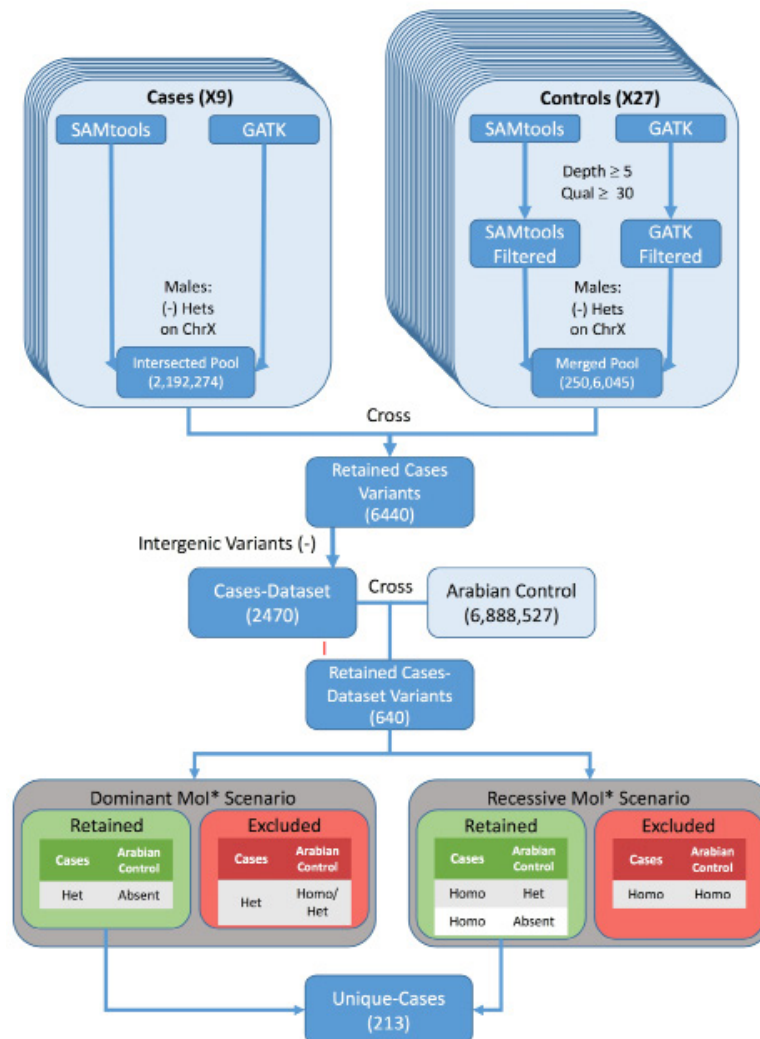 Cases (X9)
SAMtools
GATK
Males:
(-) Hets
on ChrX
Intersected Pool
(2,192,274)
Controls (X27)
SAMtools
GATK
Depth ≥ 5
Qual ≥ 30
SAMtools
Filtered
GATK
Filtered
Males:
(-) Hets
on ChrX
Merged Pool
(250,6,045)
Cross
Retained Cases
Variants
(6440)
Intergenic Variants (-)
Cases-Dataset
(2470)
Cross
Arabian Control
(6,888,527)
Retained Cases-
Dataset Variants
(640)
Dominant MoI* Scenario
Retained
Cases
Arabian
Control
Het
Absent
Excluded
Cases
Arabian
Control
Het
Homo/
Het
Recessive MoI* Scenario
Retained
Cases
Arabian
Control
Homo
Het
Homo
Absent
Excluded
Cases
Arabian
Control
Homo
Homo
Unique-Cases
(213)